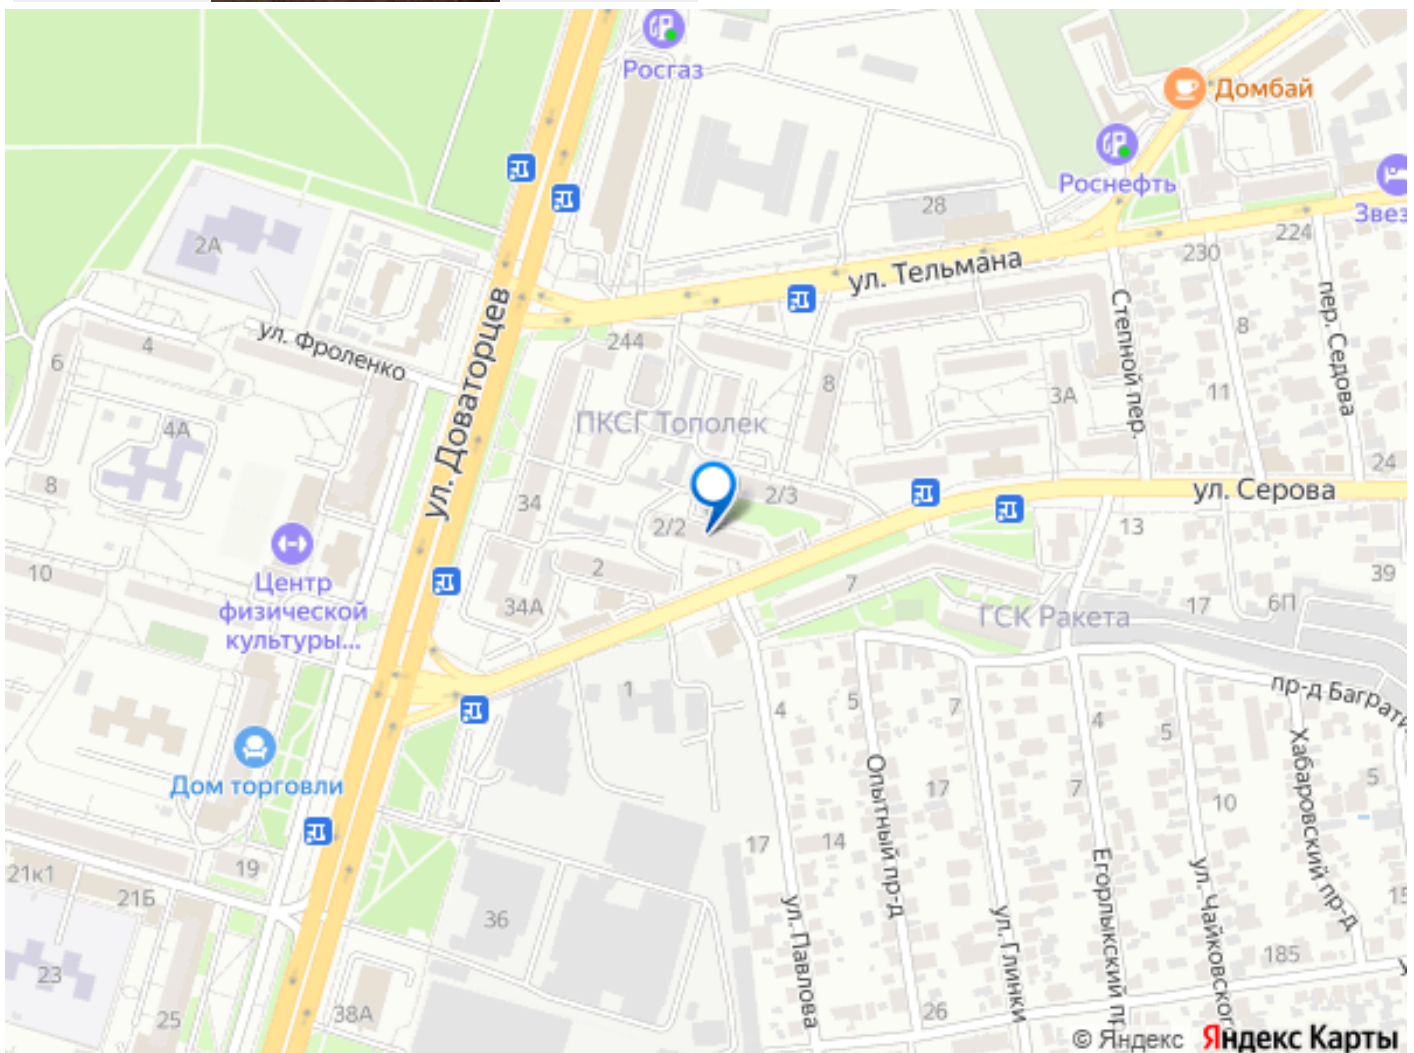 Росгаз
Домбай
Роснефть
Звез
28
2А
224
230
ул. Тельмана
ул. Доваторцев
ул. Фроленко
Степной пер.
пер. Седова
4
6
244
8
8
11
3А
ПКСГ Тополек
4А
8
34
2/3
2/2
24
ул. Серова
13
Центр
физической
культуры...
10
2
34А
7
39
17
6П
ГСК Ракета
1
4
5
7
4
5
пр-д Баграти
Дом торговли
Хабаровский пр-д
Опытный пр-д
17
7
10
5
17
14
19
21к1
21Б
36
ул. Павлова
ул. Глинки
Егорлыкский пр
ул. Чайковског
15
185
23
25
38А
26
Х
© Яндекс Яндекс Карты